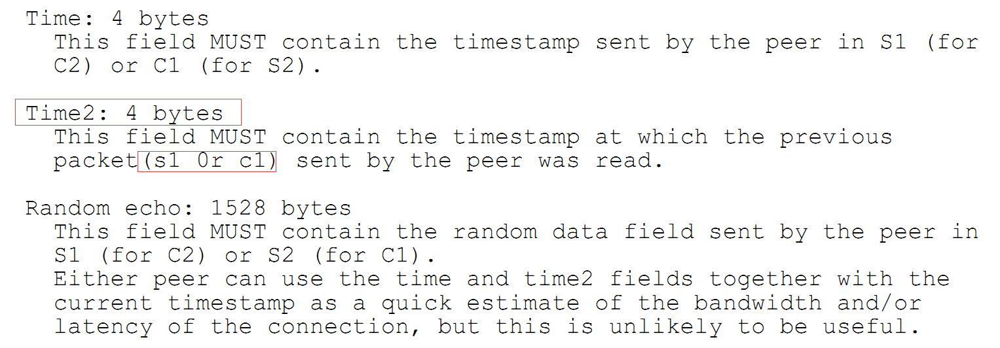 Time: 4 bytes
This field MUST contain the timestamp sent by the peer in S1 (for
C2) or C1 (for S2).
Time2: 4 bytes
This field MUST contain the timestamp at which the previous
packet(s1 0r c1) sent by the peer was read.
Random echo: 1528 bytes
This field MUST contain the random data field sent by the peer in
S1 (for C2) or S2 (for C1).
Either peer can use the time and time2 fields together with the
current timestamp as a quick estimate of the bandwidth and/or
latency of the connection, but this is unlikely to be useful.